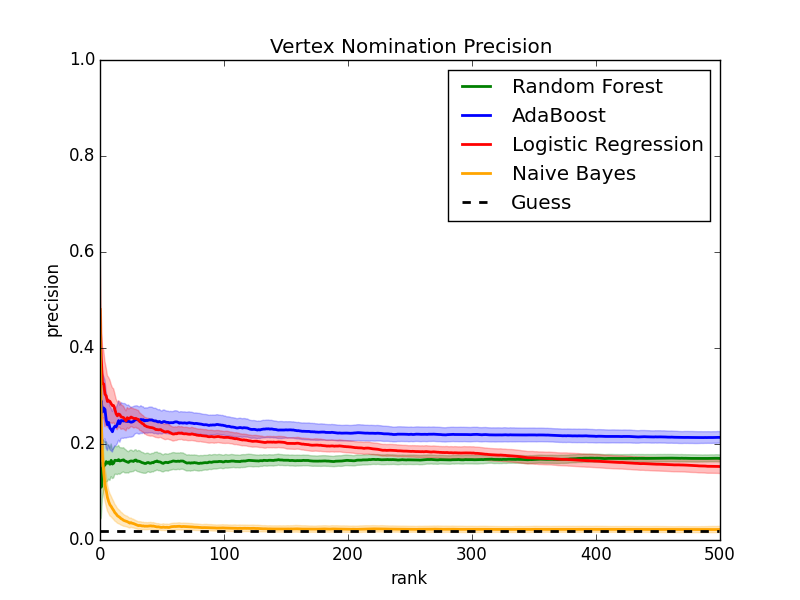 Vertex Nomination Precision
1.0
0.8
0.6
0.4
0.2
0.0
precision
Random Forest
AdaBoost
Logistic Regression
Naive Bayes
Guess
0 100 200 300 400 500
rank